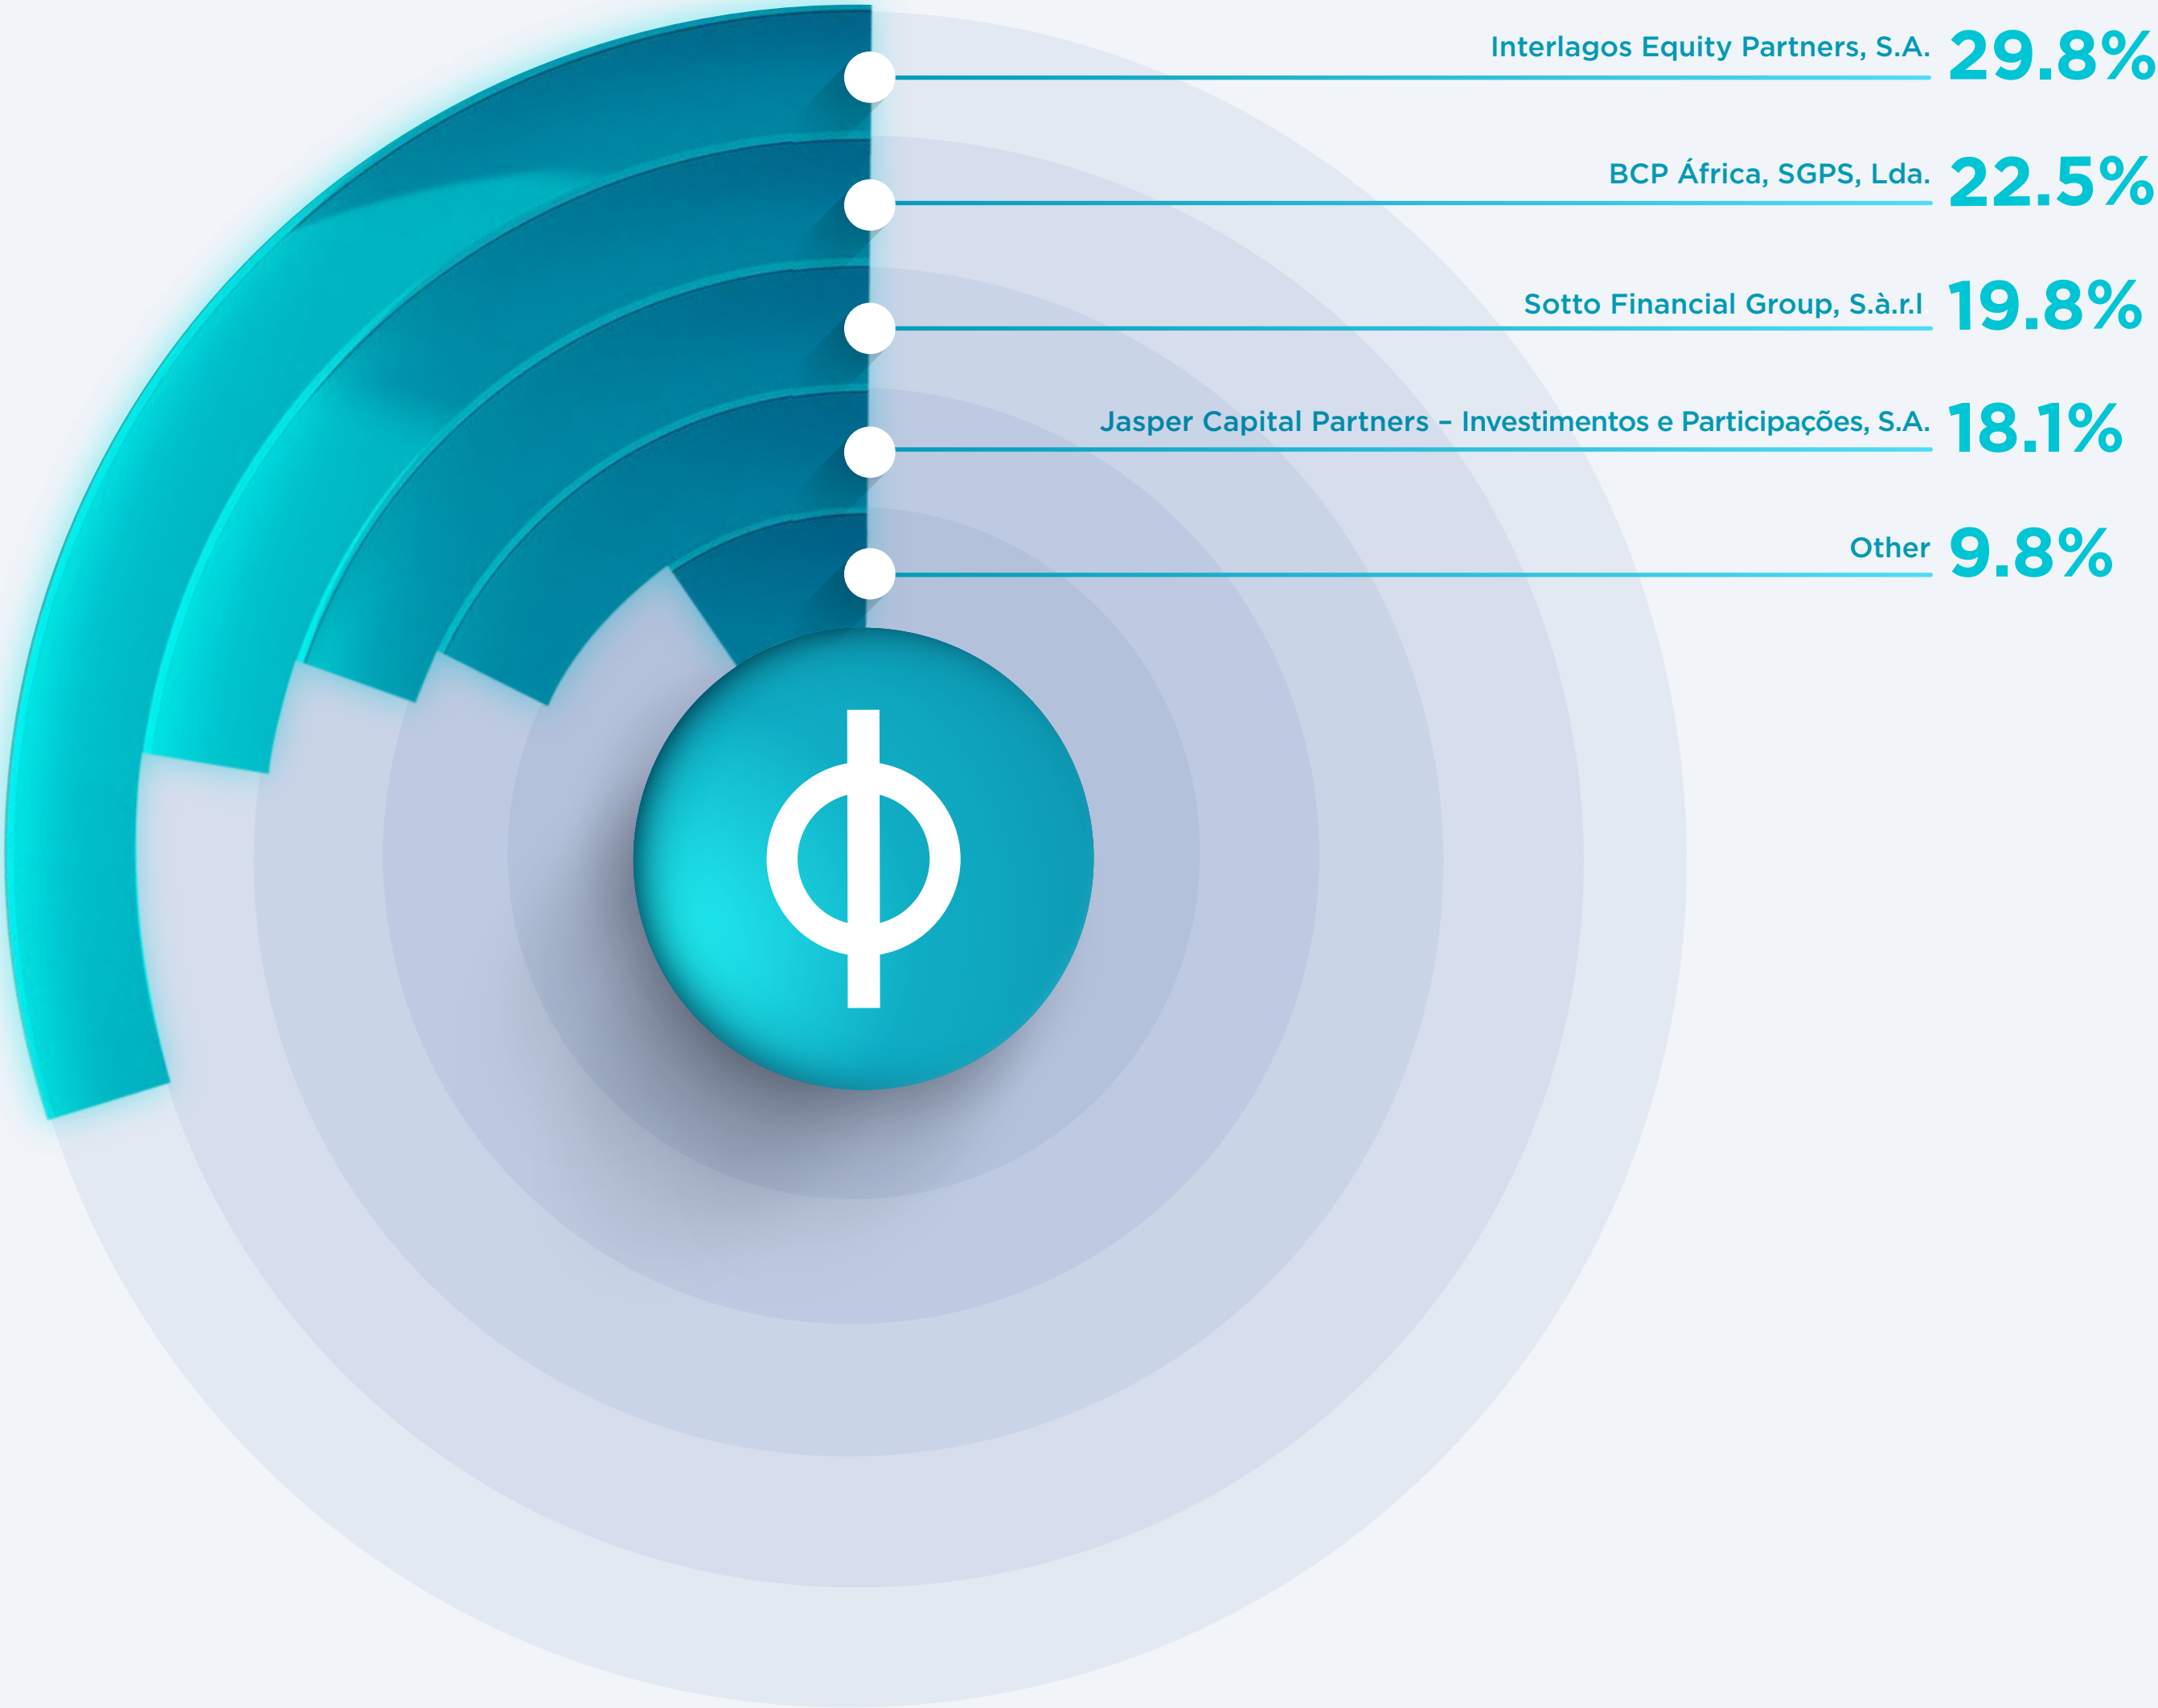 Interlagos Equity Partners, S.A. 29.8%
BCP África, SGPS, Lda. 22.5%
Sotto Financial Group, S.à.r.l 19.8%
Jasper Capital Partners – Investimentos e Participações, S.A. 18.1%
Other 9.8%